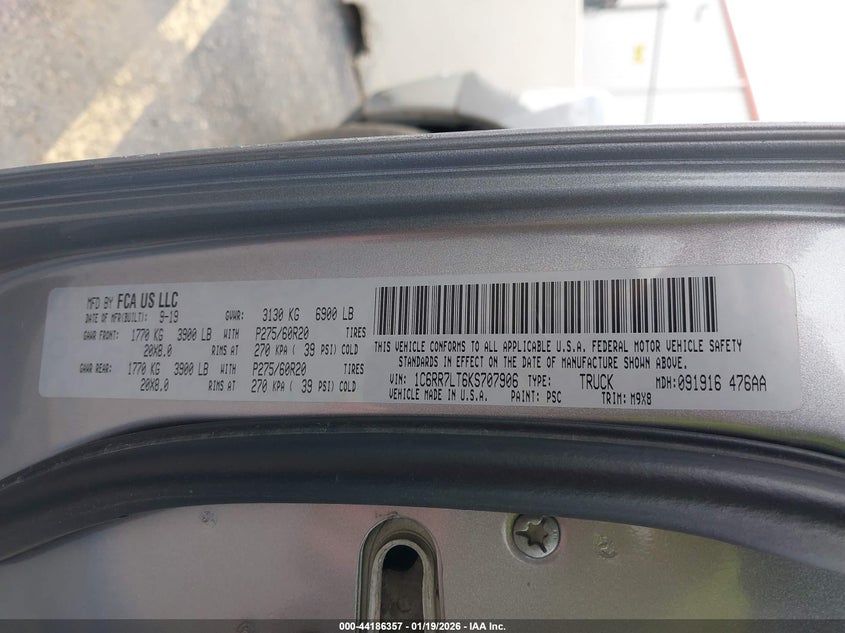 MFD BY FCA US LLC
DATE OF MFR(BUILT): 9-19 GVWR: 3130 KG 6900 LB
GAWR FRONT: 1770 KG 3900 LB WITH P275/60R20 TIRES
20X8.0 RIMS AT 270 KPA ( 39 PSI) COLD
GAWR REAR: 1770 KG 3900 LB WITH P275/60R20 TIRES
20X8.0 RIMS AT 270 KPA ( 39 PSI) COLD
THIS VEHICLE CONFORMS TO ALL APPLICABLE U.S.A. FEDERAL MOTOR VEHICLE SAFETY
STANDARDS IN EFFECT ON THE DATE OF MANUFACTURE SHOWN ABOVE.
VIN: 1C6RR7LT6KS707906 TYPE: TRUCK MDH:091916 476AA
VEHICLE MADE IN U.S.A. PAINT: PSC TRIM: M9X8
000-44186357 - 01/19/2026 - IAA Inc.